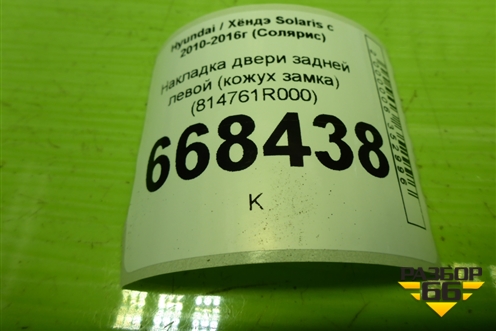 Hyundai / Хёндэ Solaris с
2010-2016г (Солярис)
Накладка двери задней
левой (кожух замка)
(814761R000)
668438
К
РАЗБОР
66